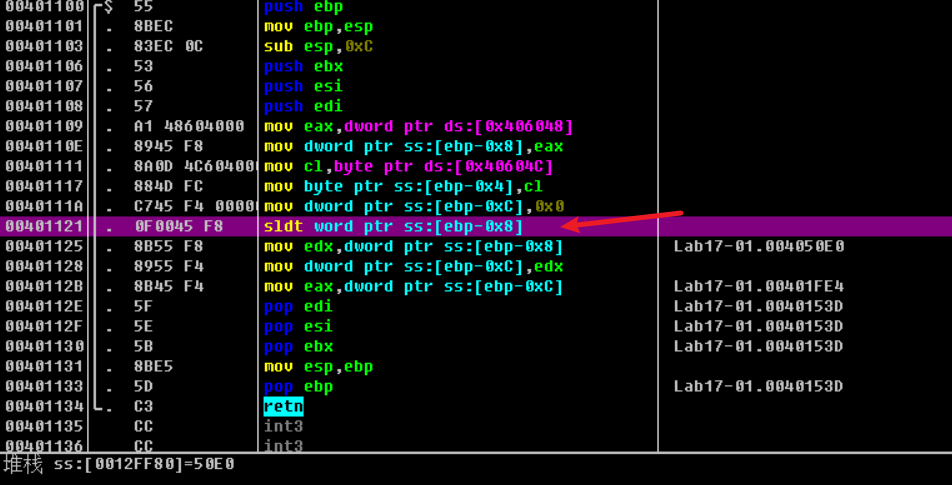 00401100 $ 55 push ebp
00401101 . 8BEC mov ebp,esp
00401103 . 83EC 0C sub esp,0xC
00401106 . 53 push ebx
00401107 . 56 push esi
00401108 . 57 push edi
00401109 . A1 48604000 mov eax,dword ptr ds:[0x406048]
0040110E . 8945 F8 mov dword ptr ss:[ebp-0x8],eax
00401111 . 8A0D 4C60400 mov cl,byte ptr ds:[0x40604C]
00401117 . 884D FC mov byte ptr ss:[ebp-0x4],cl
0040111A . C745 F4 0000 mov dword ptr ss:[ebp-0xC],0x0
00401121 . 0F0045 F8 sldt word ptr ss:[ebp-0x8]
00401125 . 8B55 F8 mov edx,dword ptr ss:[ebp-0x8] Lab17-01.004050E0
00401128 . 8955 F4 mov dword ptr ss:[ebp-0xC],edx
0040112B . 8B45 F4 mov eax,dword ptr ss:[ebp-0xC] Lab17-01.00401FE4
0040112E . 5F pop edi Lab17-01.0040153D
0040112F . 5E pop esi Lab17-01.0040153D
00401130 . 5B pop ebx Lab17-01.0040153D
00401131 . 8BE5 mov esp,ebp
00401133 . 5D pop ebp Lab17-01.0040153D
00401134 . C3 retn
00401135 CC int3
00401136 CC int3
堆栈 ss:[0012FF80]=50E0